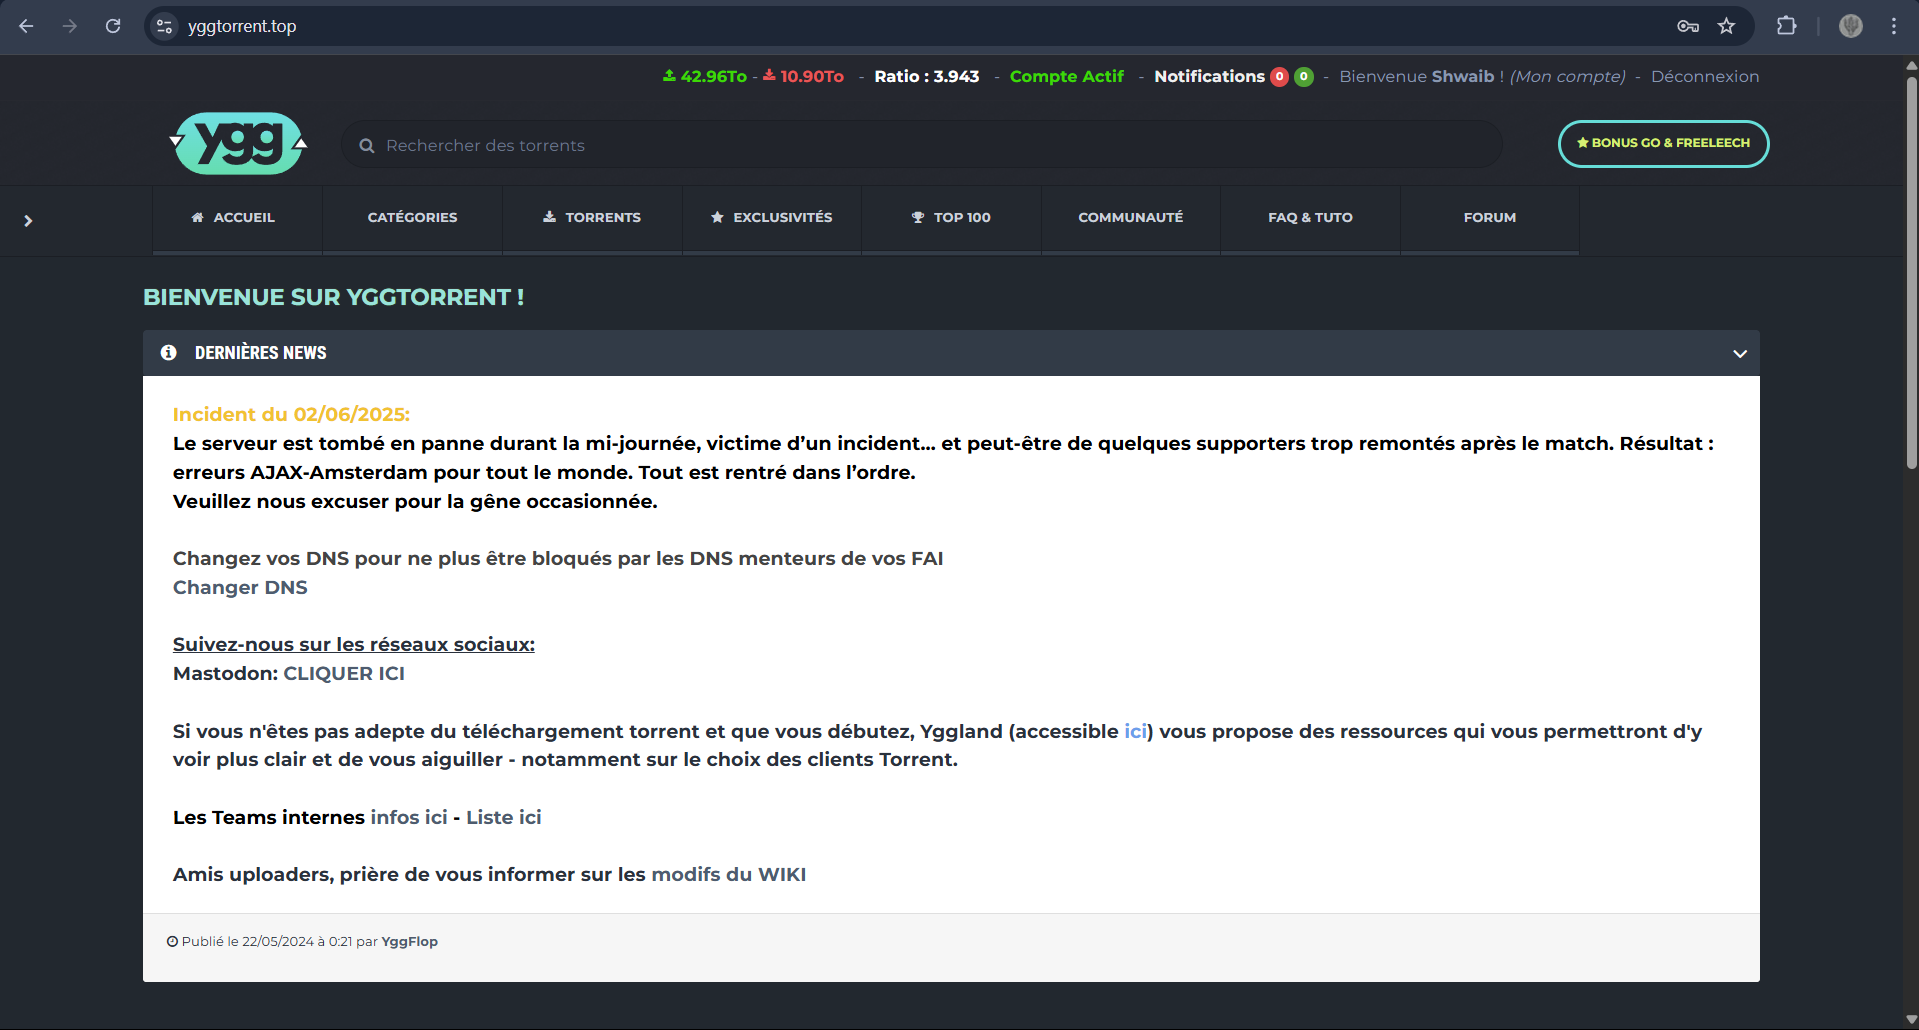 yggtorrent.top
42.96To - 10.90To - Ratio : 3.943 - Compte Actif - Notifications 0 0 - Bienvenue Shwaib ! (Mon compte) - Déconnexion
ygg
Rechercher des torrents
BONUS GO & FREELEECH
ACCUEIL
CATÉGORIES
TORRENTS
EXCLUSIVITÉS
TOP 100
COMMUNAUTÉ
FAQ & TUTO
FORUM
BIENVENUE SUR YGGTORRENT !
DERNIÈRES NEWS
Incident du 02/06/2025:
Le serveur est tombé en panne durant la mi-journée, victime d’un incident... et peut-être de quelques supporters trop remontés après le match. Résultat :
erreurs AJAX-Amsterdam pour tout le monde. Tout est rentré dans l’ordre.
Veuillez nous excuser pour la gêne occasionnée.
Changez vos DNS pour ne plus être bloqués par les DNS menteurs de vos FAI
Changer DNS
Suivez-nous sur les réseaux sociaux:
Mastodon: CLIQUER ICI
Si vous n'êtes pas adepte du téléchargement torrent et que vous débutez, Yggland (accessible ici) vous propose des ressources qui vous permettront d'y
voir plus clair et de vous aiguiller - notamment sur le choix des clients Torrent.
Les Teams internes infos ici - Liste ici
Amis uploaders, prière de vous informer sur les modifs du WIKI
Publié le 22/05/2024 à 0:21 par YggFlop